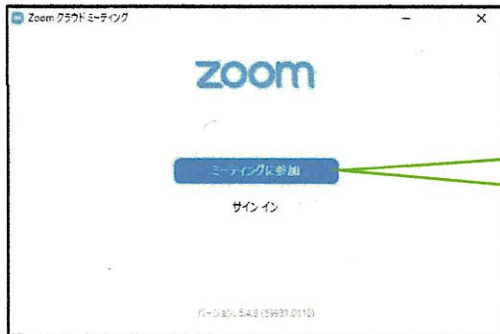 Zoom クラウド ミーティング
zoom
ミーティングに参加
サインイン
バージョン: 5.4.9 (59931.0110)